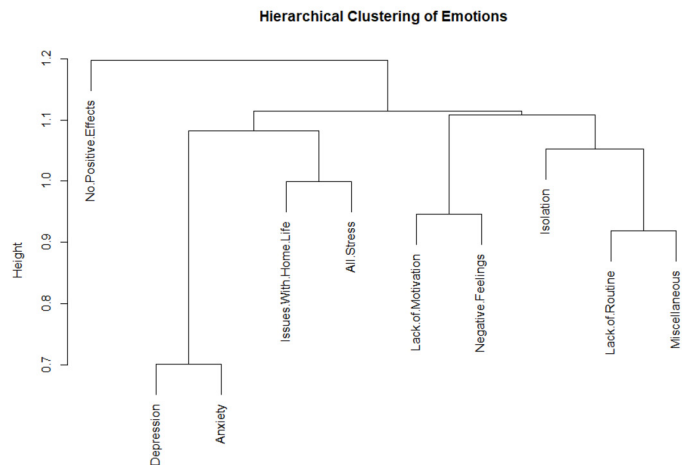 Hierarchical Clustering of Emotions
Height
1.2
1.1
1.0
0.9
0.8
0.7
No.Positive.Effects
Depression
Anxiety
Issues.With.Home.Life
All.Stress
Lack.of.Motivation
Negative.Feelings
Isolation
Lack.of.Routine
Miscellaneous